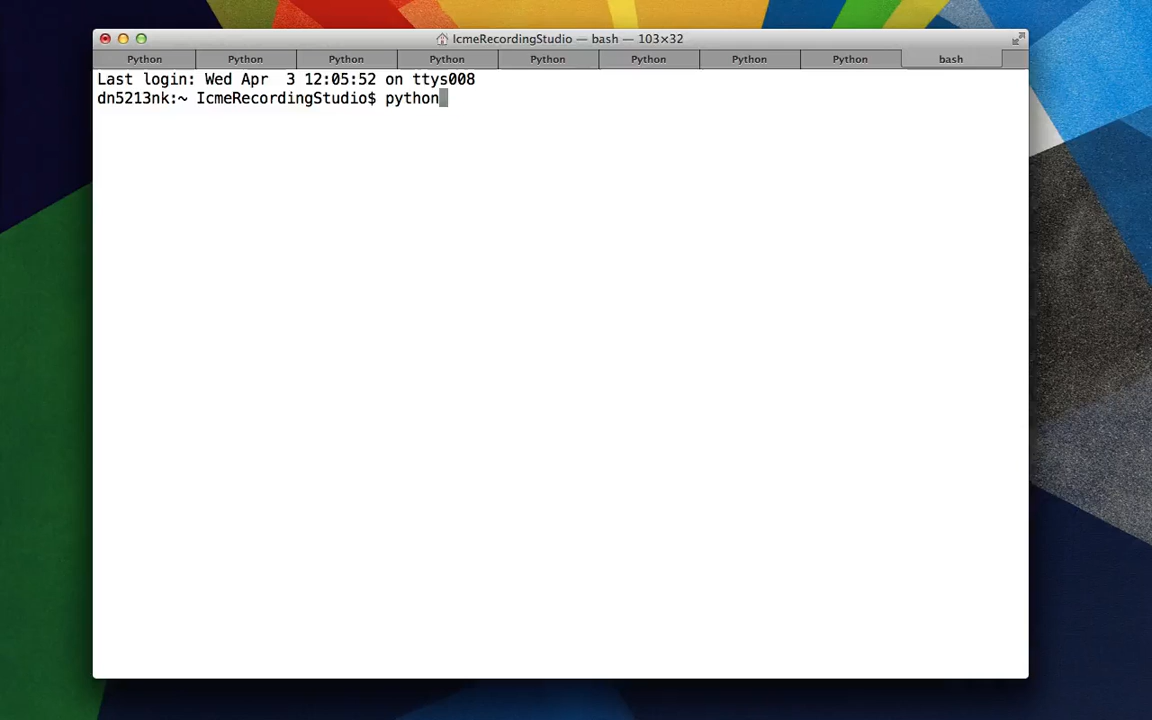 IcmeRecordingStudio — bash — 103×32
Python Python Python Python Python Python Python Python bash
Last login: Wed Apr  3 12:05:52 on ttys008
dn5213nk:~ IcmeRecordingStudio$ python